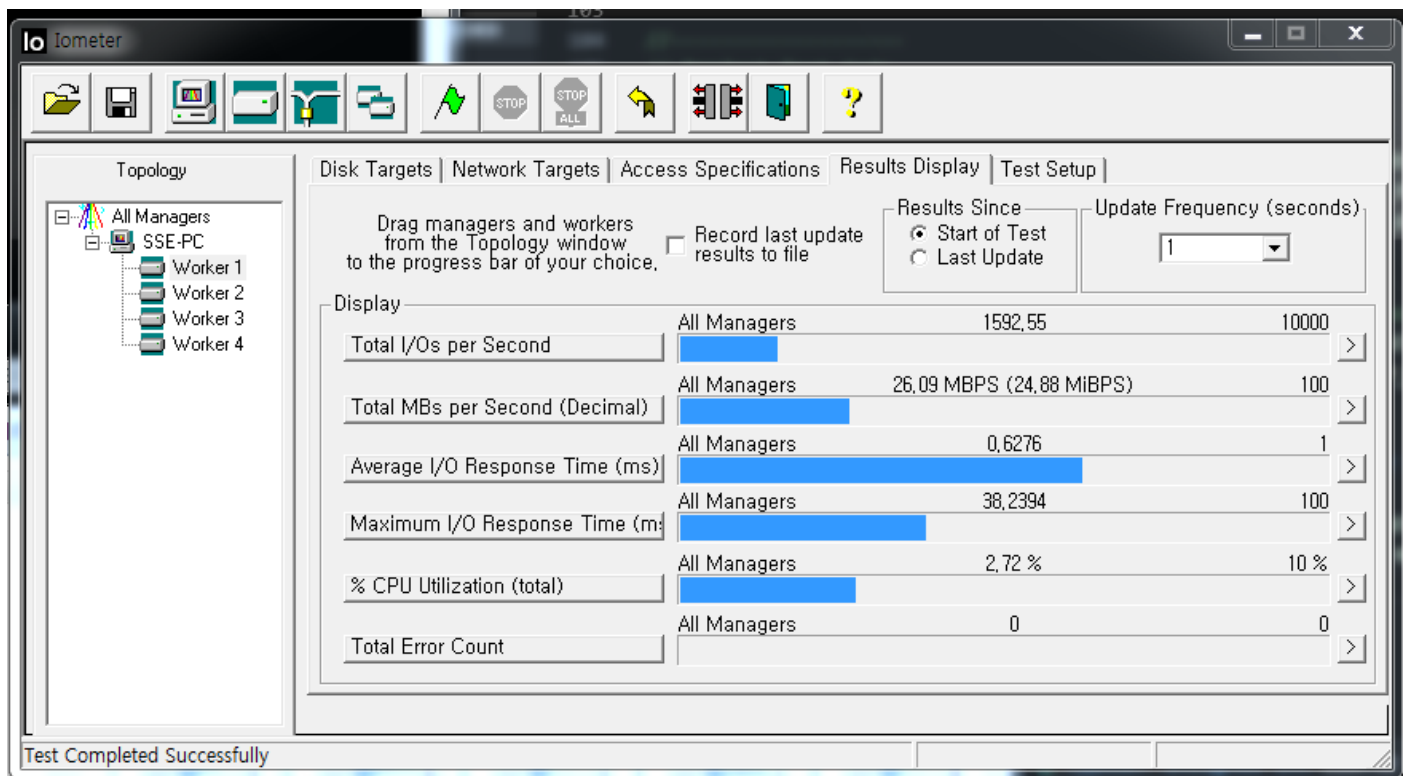 103
Io Iometer
STOP
STOP
ALL
?
Topology
All Managers
SSE-PC
Worker 1
Worker 2
Worker 3
Worker 4
Disk Targets
Network Targets
Access Specifications
Results Display
Test Setup
Drag managers and workers
from the Topology window
to the progress bar of your choice.
Record last update
results to file
Results Since
Start of Test
Last Update
Update Frequency (seconds)
1
Display
Total I/Os per Second
All Managers 1592,55 10000
>
Total MBs per Second (Decimal)
All Managers 26,09 MBPS (24,88 MiBPS) 100
>
Average I/O Response Time (ms)
All Managers 0,6276 1
>
Maximum I/O Response Time (m
All Managers 38,2394 100
>
% CPU Utilization (total)
All Managers 2,72 % 10 %
>
Total Error Count
All Managers 0 0
>
Test Completed Successfully